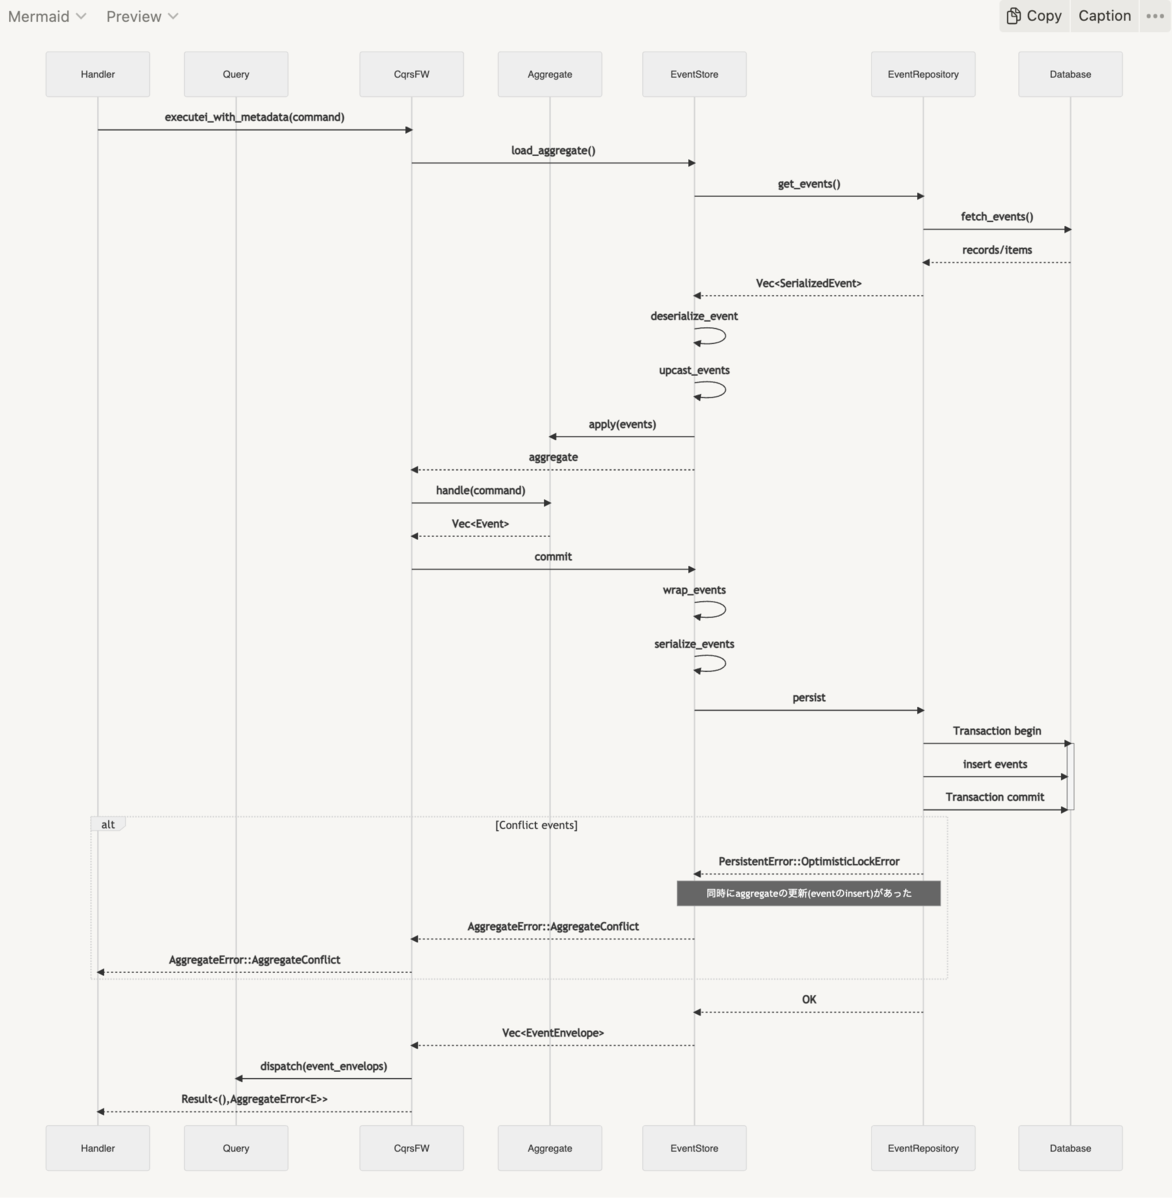 Mermaid Preview Copy Caption
Handler Query CqrsFW Aggregate EventStore EventRepository Database
executei_with_metadata(command)
load_aggregate()
get_events()
fetch_events()
records/items
Vec<SerializedEvent>
deserialize_event
upcast_events
apply(events)
aggregate
handle(command)
Vec<Event>
commit
wrap_events
serialize_events
persist
Transaction begin
insert events
Transaction commit
alt [Conflict events]
PersistentError::OptimisticLockError
同時にaggregateの更新(eventのinsert)があった
AggregateError::AggregateConflict
AggregateError::AggregateConflict
OK
Vec<EventEnvelope>
dispatch(event_envelops)
Result<(),AggregateError<E>>
Handler Query CqrsFW Aggregate EventStore EventRepository Database